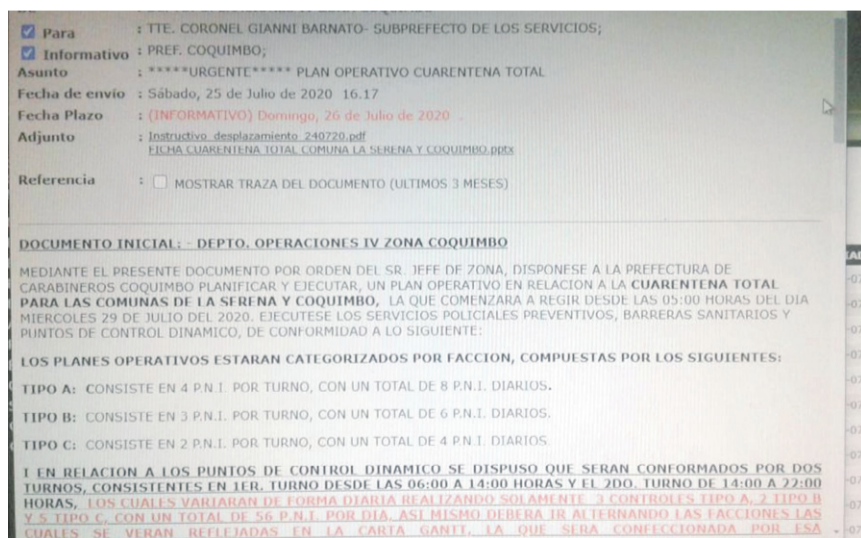 Para : TTE. CORONEL GIANNI BARNATO- SUBPREFECTO DE LOS SERVICIOS;
Informativo : PREF. COQUIMBO;
Asunto : *****URGENTE***** PLAN OPERATIVO CUARENTENA TOTAL
Fecha de envío : Sábado, 25 de Julio de 2020 16.17
Fecha Plazo : (INFORMATIVO) Domingo, 26 de Julio de 2020 .
Adjunto : Instructivo_desplazamiento_240720.pdf
FICHA CUARENTENA TOTAL COMUNA LA SERENA Y COQUIMBO.pptx
Referencia : MOSTRAR TRAZA DEL DOCUMENTO (ULTIMOS 3 MESES)
DOCUMENTO INICIAL: - DEPTO. OPERACIONES IV ZONA COQUIMBO
MEDIANTE EL PRESENTE DOCUMENTO POR ORDEN DEL SR. JEFE DE ZONA, DISPONESE A LA PREFECTURA DE
CARABINEROS COQUIMBO PLANIFICAR Y EJECUTAR, UN PLAN OPERATIVO EN RELACION A LA CUARENTENA TOTAL
PARA LAS COMUNAS DE LA SERENA Y COQUIMBO, LA QUE COMENZARA A REGIR DESDE LAS 05:00 HORAS DEL DIA
MIERCOLES 29 DE JULIO DEL 2020. EJECUTESE LOS SERVICIOS POLICIALES PREVENTIVOS, BARRERAS SANITARIOS Y
PUNTOS DE CONTROL DINAMICO, DE CONFORMIDAD A LO SIGUIENTE:
LOS PLANES OPERATIVOS ESTARAN CATEGORIZADOS POR FACCION, COMPUESTAS POR LOS SIGUIENTES:
TIPO A: CONSISTE EN 4 P.N.I. POR TURNO, CON UN TOTAL DE 8 P.N.I. DIARIOS.
TIPO B: CONSISTE EN 3 P.N.I. POR TURNO, CON UN TOTAL DE 6 P.N.I. DIARIOS.
TIPO C: CONSISTE EN 2 P.N.I. POR TURNO, CON UN TOTAL DE 4 P.N.I. DIARIOS.
I EN RELACION A LOS PUNTOS DE CONTROL DINAMICO SE DISPUSO QUE SERAN CONFORMADOS POR DOS
TURNOS, CONSISTENTES EN 1ER. TURNO DESDE LAS 06:00 A 14:00 HORAS Y EL 2DO. TURNO DE 14:00 A 22:00
HORAS, LOS CUALES VARIARAN DE FORMA DIARIA REALIZANDO SOLAMENTE 3 CONTROLES TIPO A, 2 TIPO B
Y 5 TIPO C, CON UN TOTAL DE 56 P.N.I. POR DIA, ASI MISMO DEBERA IR ALTERNANDO LAS FACCIONES LAS
CUALES SE VERAN REFLEJADAS EN LA CARTA GANTT, LA QUE SERA CONFECCIONADA POR ESA